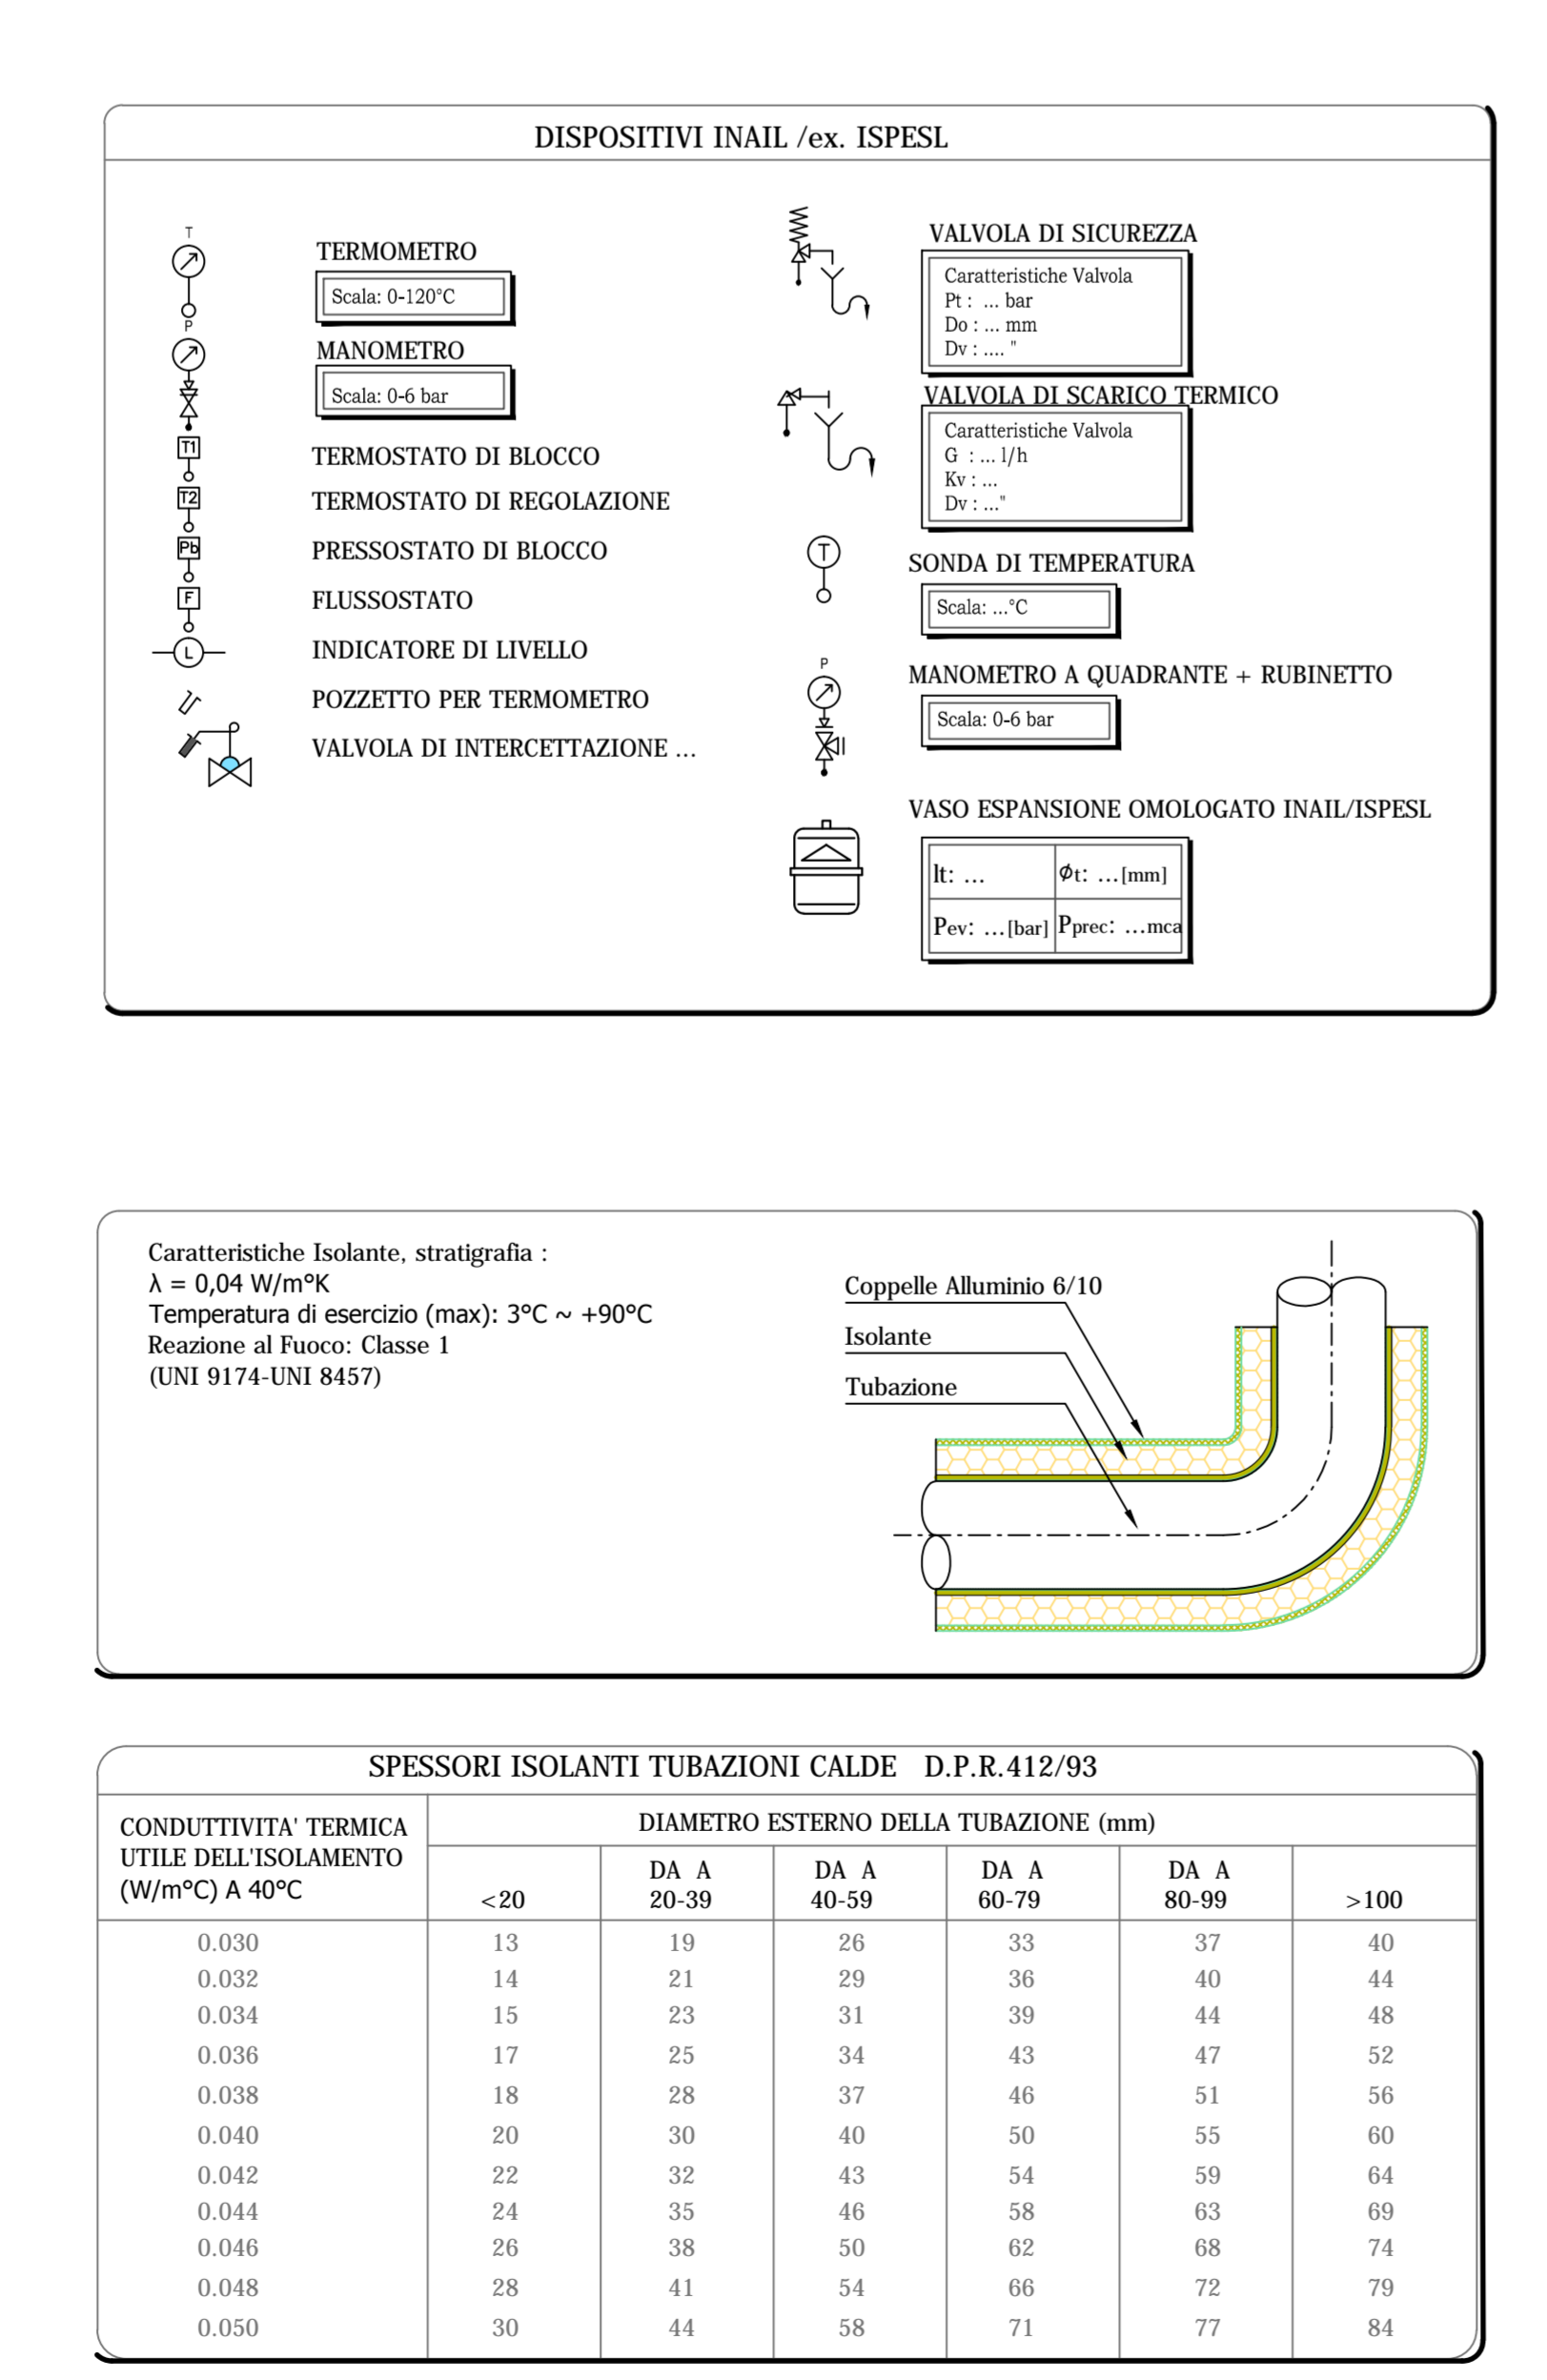 DISPOSITIVI INAIL /ex. ISPESL
T
TERMOMETRO
Scala: 0-120°C
P
MANOMETRO
Scala: 0-6 bar
T1
TERMOSTATO DI BLOCCO
T2
TERMOSTATO DI REGOLAZIONE
Pb
PRESSOSTATO DI BLOCCO
F
FLUSSOSTATO
L
INDICATORE DI LIVELLO
POZZETTO PER TERMOMETRO
VALVOLA DI INTERCETTAZIONE ...
VALVOLA DI SICUREZZA
Caratteristiche Valvola
Pt : ... bar
Do : ... mm
Dv : .... "
VALVOLA DI SCARICO TERMICO
Caratteristiche Valvola
G : ... l/h
Kv : ...
Dv : ..."
T
SONDA DI TEMPERATURA
Scala: ...°C
P
MANOMETRO A QUADRANTE + RUBINETTO
Scala: 0-6 bar
VASO ESPANSIONE OMOLOGATO INAIL/ISPESL
lt: ... Φt: ...[mm]
Pev: ...[bar] Pprec: ...mca
Caratteristiche Isolante, stratigrafia :
λ = 0,04 W/m°K
Temperatura di esercizio (max): 3°C ~ +90°C
Reazione al Fuoco: Classe 1
(UNI 9174-UNI 8457)
Coppelle Alluminio 6/10
Isolante
Tubazione
SPESSORI ISOLANTI TUBAZIONI CALDE D.P.R.412/93
CONDUTTIVITA' TERMICA
UTILE DELL'ISOLAMENTO
(W/m°C) A 40°C
DIAMETRO ESTERNO DELLA TUBAZIONE (mm)
DA A DA A DA A DA A
<20 20-39 40-59 60-79 80-99 >100
0.030 13 19 26 33 37 40
0.032 14 21 29 36 40 44
0.034 15 23 31 39 44 48
0.036 17 25 34 43 47 52
0.038 18 28 37 46 51 56
0.040 20 30 40 50 55 60
0.042 22 32 43 54 59 64
0.044 24 35 46 58 63 69
0.046 26 38 50 62 68 74
0.048 28 41 54 66 72 79
0.050 30 44 58 71 77 84